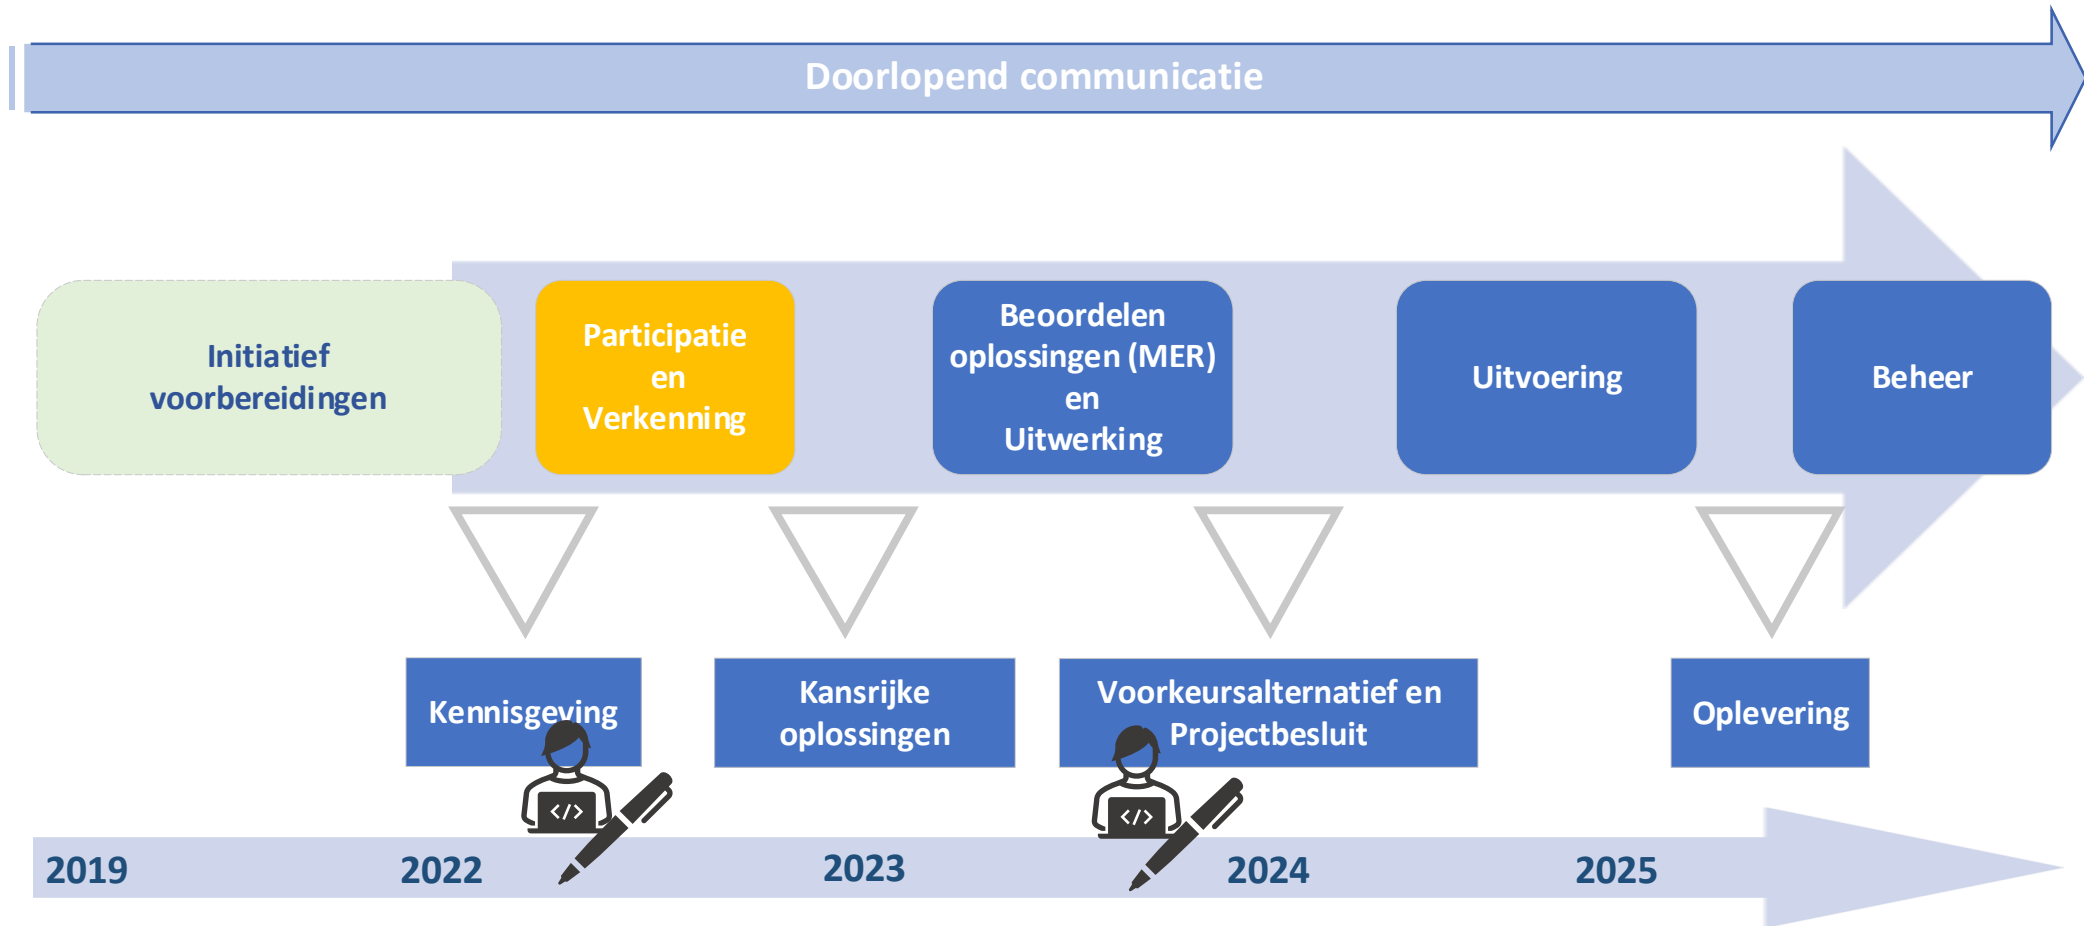 Doorlopend communicatie
Initiatief
voorbereidingen
Participatie
en
Verkenning
Beoordelen
oplossingen (MER)
en
Uitwerking
Uitvoering
Beheer
Kennisgeving
Kansrijke
oplossingen
Voorkeursalternatief en
Projectbesluit
Oplevering
</>
</>
2019
2022
2023
2024
2025